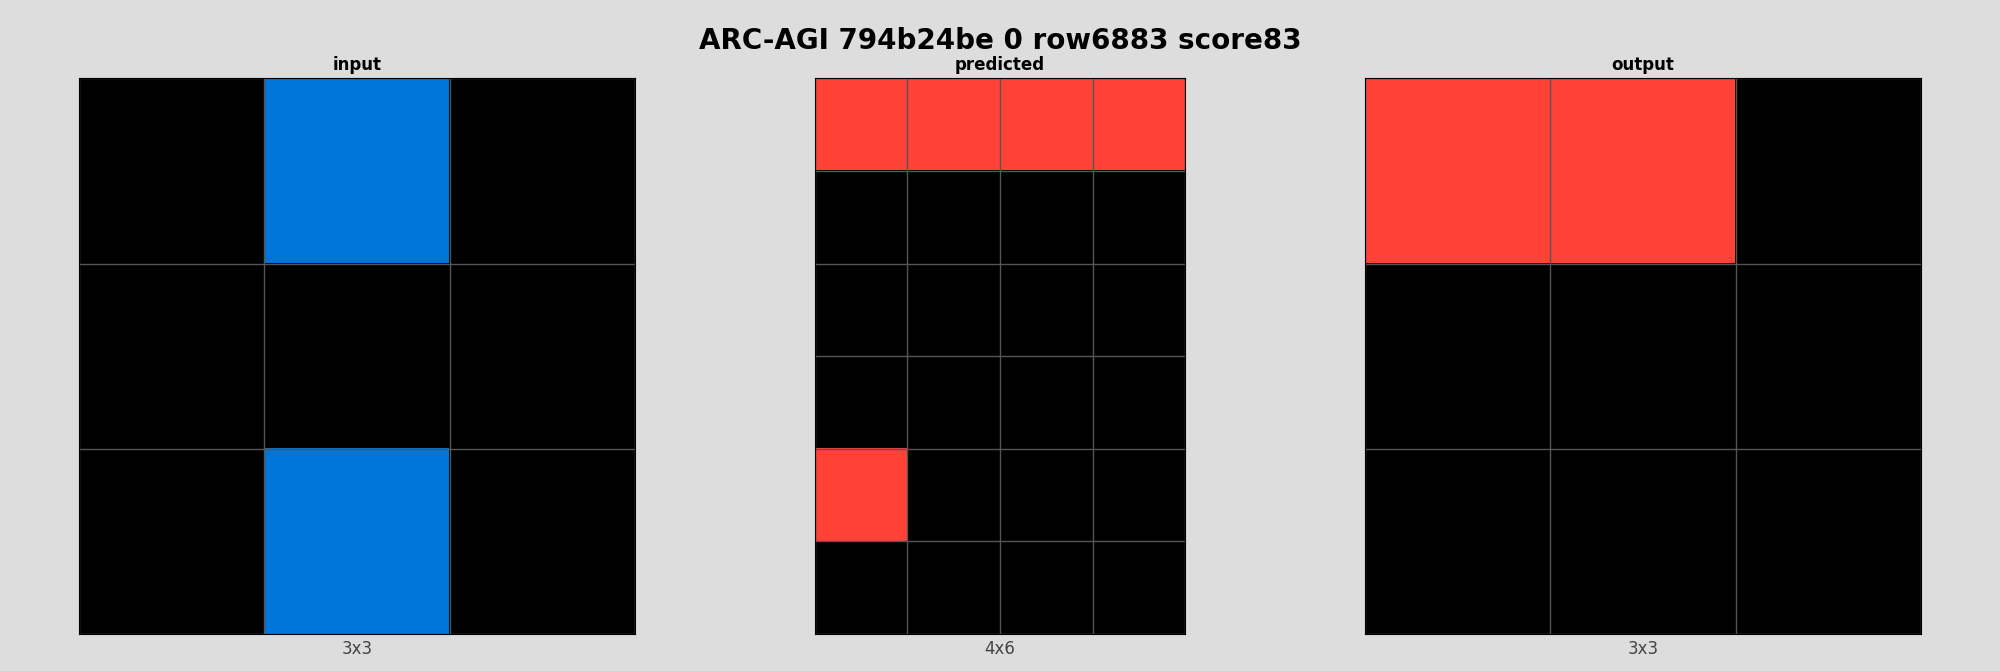 ARC-AGI 794b24be 0 row6883 score83
input
predicted
output
3x3
4x6
3x3